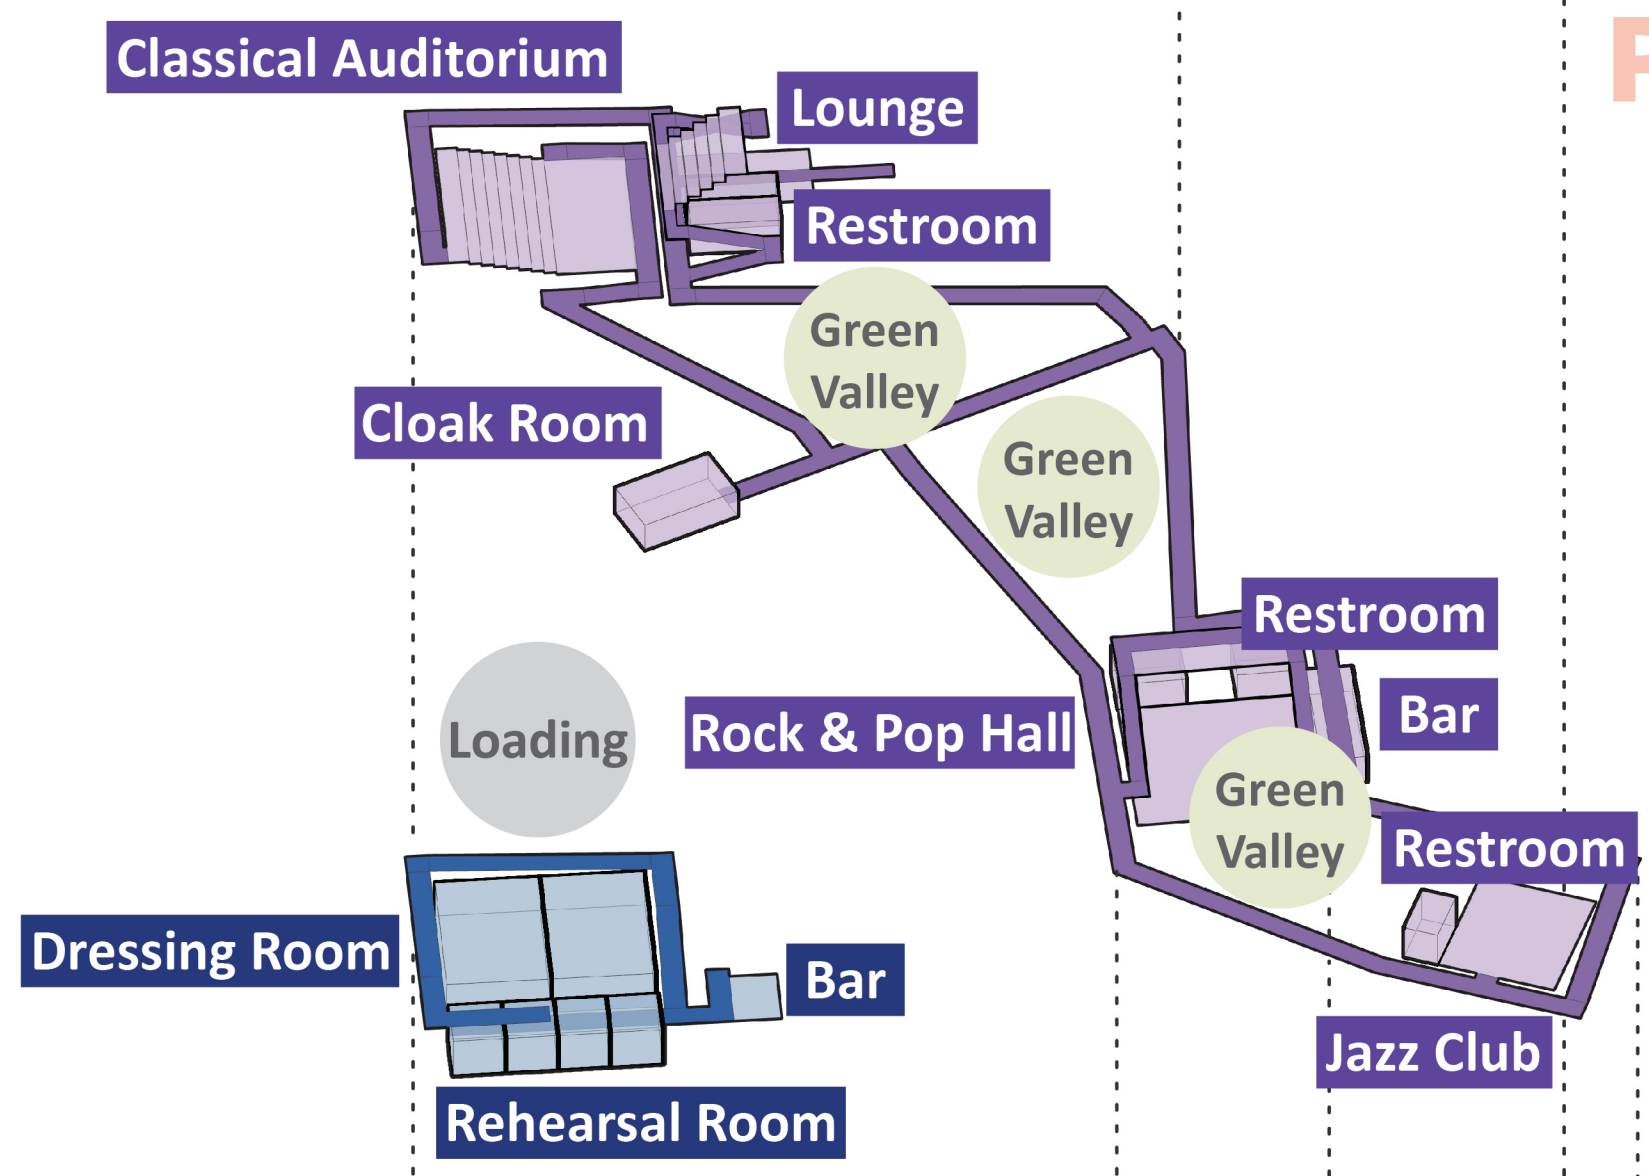 Classical Auditorium
Lounge
Restroom
Green
Valley
Cloak Room
Green
Valley
Restroom
Loading
Rock & Pop Hall
Bar
Green
Valley
Restroom
Dressing Room
Bar
Jazz Club
Rehearsal Room